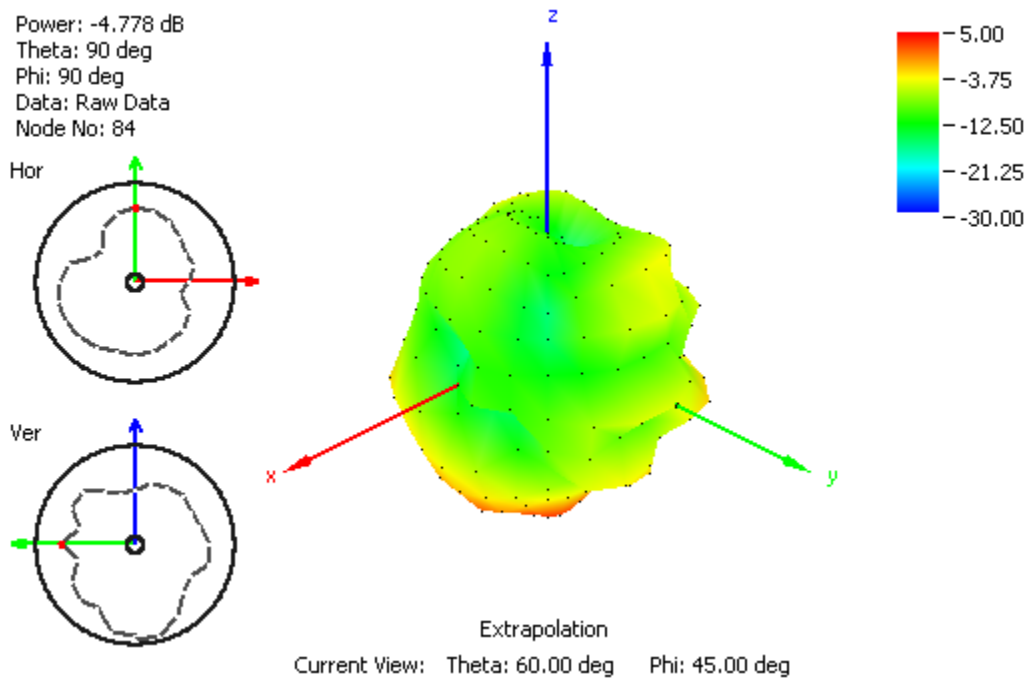 Power: -4.778 dB
Theta: 90 deg
Phi: 90 deg
Data: Raw Data
Node No: 84
Hor
Ver
z
x
y
5.00
-3.75
-12.50
-21.25
-30.00
Extrapolation
Current View: Theta: 60.00 deg Phi: 45.00 deg